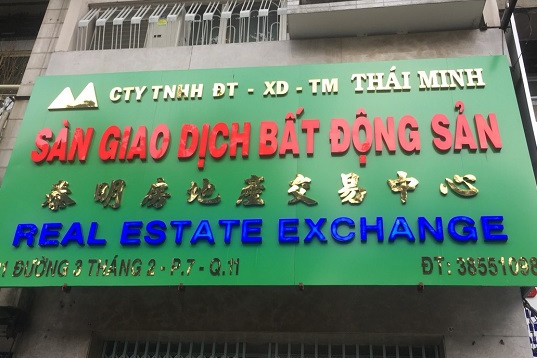 CTY TNHH ĐT - XD - TM THÁI MINH
SÀN GIAO DỊCH BẤT ĐỘNG SẢN
泰明房地產交易中心
REAL ESTATE EXCHANGE
1 ĐƯỜNG 3 THÁNG 2 - P.7 - Q.11 ĐT: 3855109